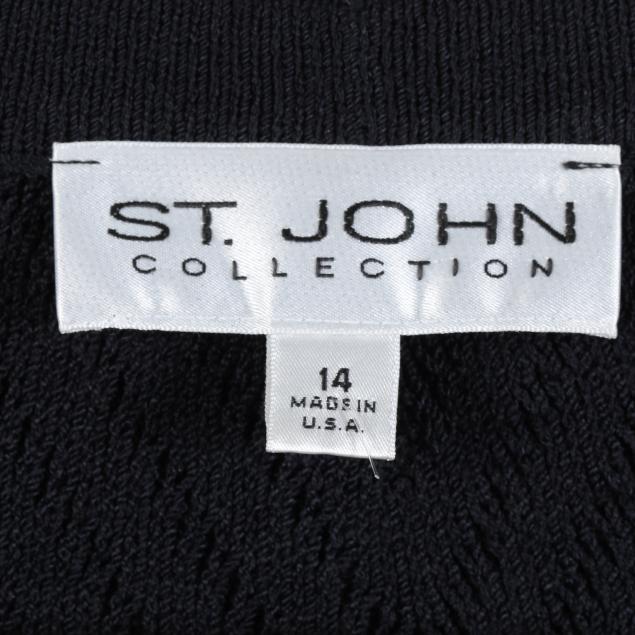 ST. JOHN
COLLECTION
14
MADE IN
U.S.A.